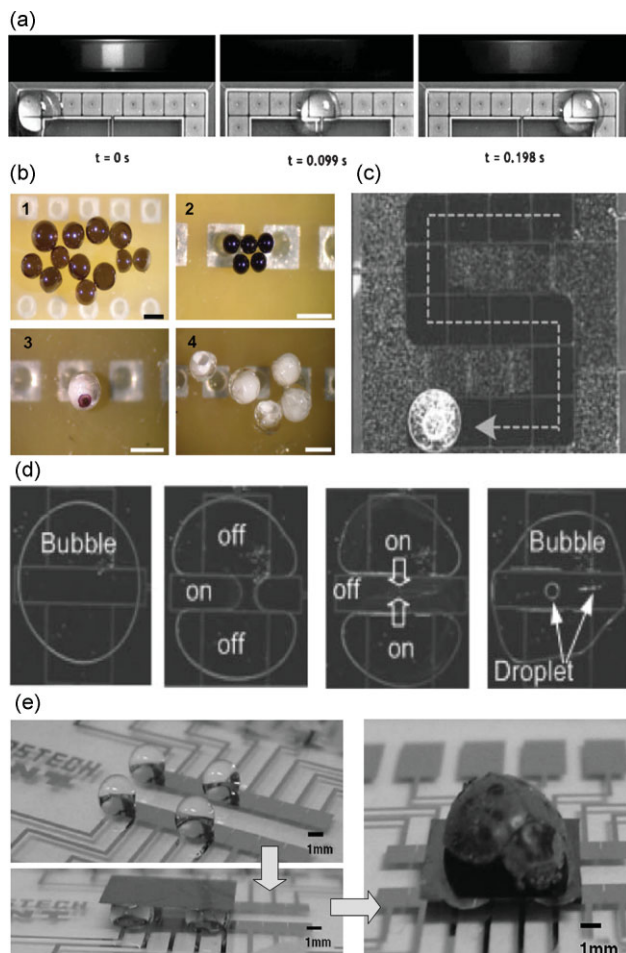 (a)
t = 0 s
t = 0.099 s
t = 0.198 s
(b)
(c)
1
2
3
4
(d)
Bubble
off
on
off
on
off
on
Bubble
Droplet
(e)
1mm
1mm
1mm